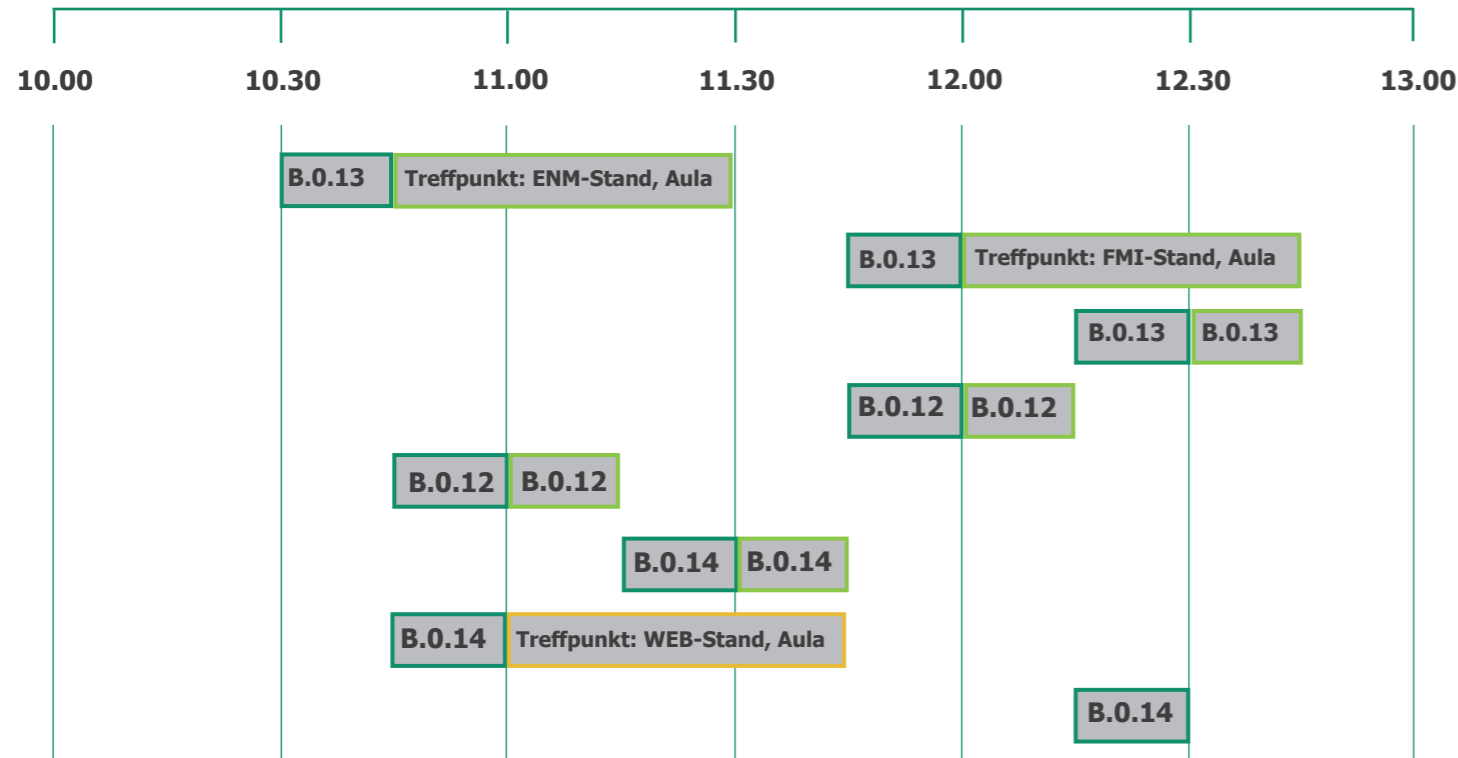 10.00 10.30 11.00 11.30 12.00 12.30 13.00
B.0.13 Treffpunkt: ENM-Stand, Aula
B.0.13 Treffpunkt: FMI-Stand, Aula
B.0.13 B.0.13
B.0.12 B.0.12
B.0.12 B.0.12
B.0.14 B.0.14
B.0.14 Treffpunkt: WEB-Stand, Aula
B.0.14